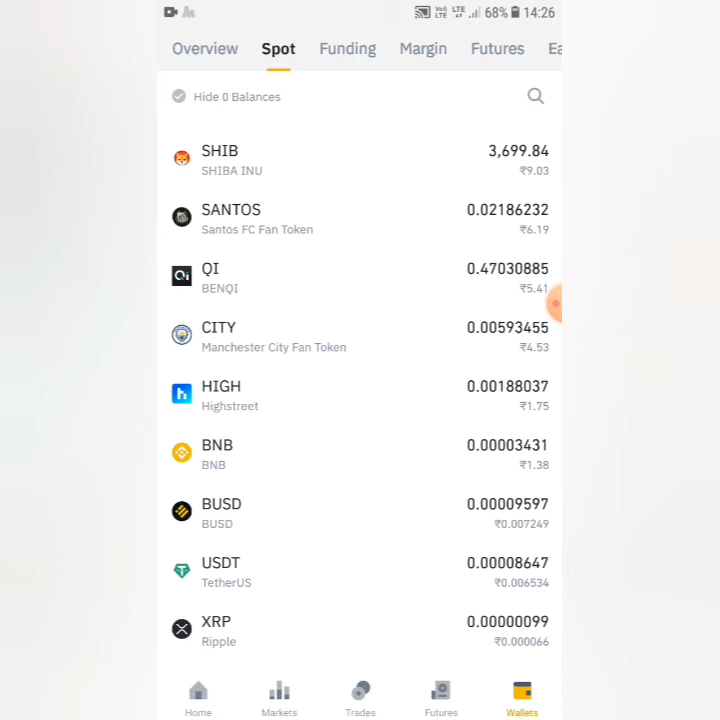 VoLTE LTE 68% 14:26
Overview Spot Funding Margin Futures Ea
Hide 0 Balances
SHIB 3,699.84
SHIBA INU ₹9.03
SANTOS 0.02186232
Santos FC Fan Token ₹6.19
Qi QI 0.47030885
BENQI ₹5.41
CITY 0.00593455
Manchester City Fan Token ₹4.53
h HIGH 0.00188037
Highstreet ₹1.75
BNB 0.00003431
BNB ₹1.38
BUSD 0.00009597
BUSD ₹0.007249
USDT 0.00008647
TetherUS ₹0.006534
XRP 0.00000099
Ripple ₹0.000066
Home Markets Trades Futures Wallets